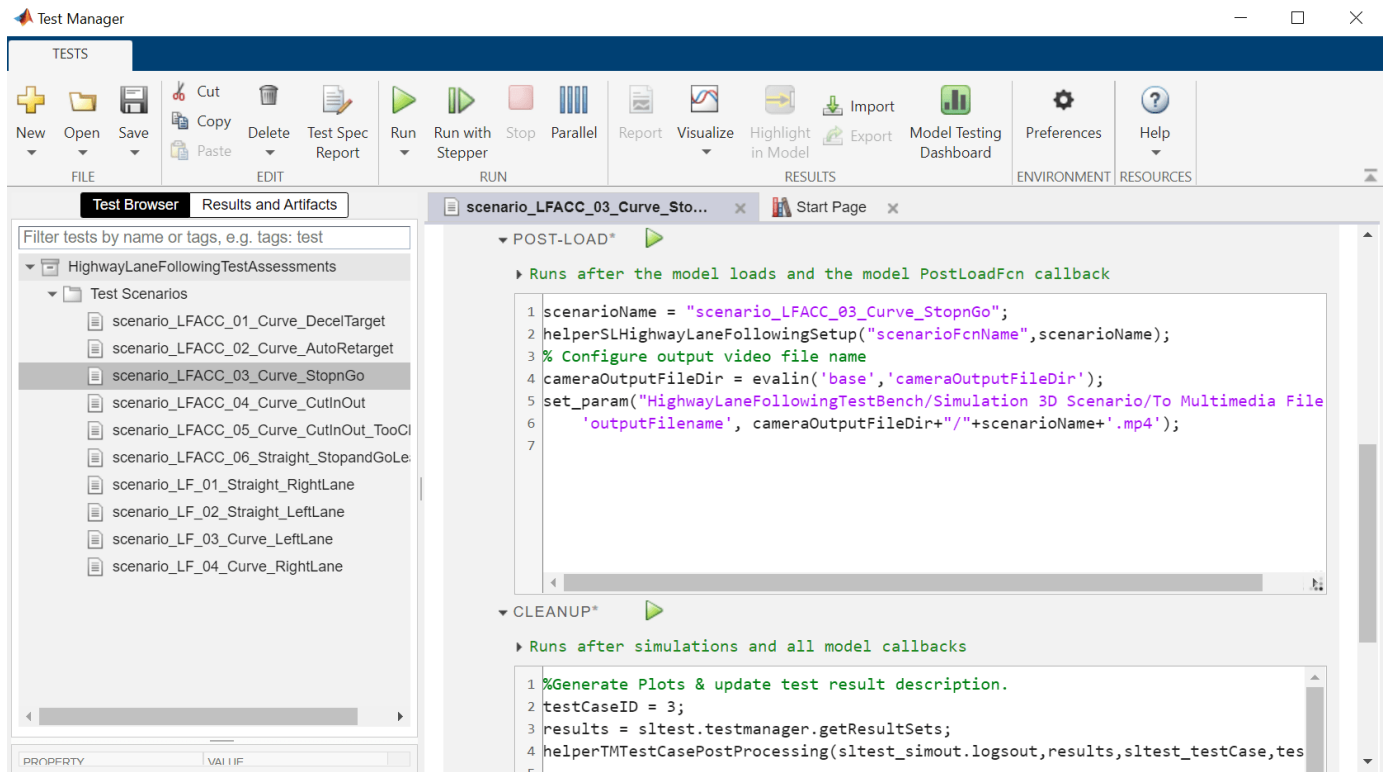 Test Manager
TESTS
New
Open
Save
FILE
Cut
Copy
Paste
Delete
Test Spec
Report
EDIT
Run
Run with
Stepper
Stop
Parallel
RUN
Report
Visualize
Highlight
in Model
Import
Export
Model Testing
Dashboard
RESULTS
Preferences
ENVIRONMENT
Help
RESOURCES
Test Browser
Results and Artifacts
Filter tests by name or tags, e.g. tags: test
HighwayLaneFollowingTestAssessments
Test Scenarios
scenario_LFACC_01_Curve_DecelTarget
scenario_LFACC_02_Curve_AutoRetarget
scenario_LFACC_03_Curve_StopnGo
scenario_LFACC_04_Curve_CutInOut
scenario_LFACC_05_Curve_CutInOut_TooCl
scenario_LFACC_06_Straight_StopandGoLe
scenario_LF_01_Straight_RightLane
scenario_LF_02_Straight_LeftLane
scenario_LF_03_Curve_LeftLane
scenario_LF_04_Curve_RightLane
PROPERTY
VALUE
scenario_LFACC_03_Curve_Sto...
Start Page
POST-LOAD*
Runs after the model loads and the model PostLoadFcn callback
1 scenarioName = "scenario_LFACC_03_Curve_StopnGo";
2 helperSLHighwayLaneFollowingSetup("scenarioFcnName",scenarioName);
3 % Configure output video file name
4 cameraOutputFileDir = evalin('base','cameraOutputFileDir');
5 set_param("HighwayLaneFollowingTestBench/Simulation 3D Scenario/To Multimedia File
6 'outputFilename', cameraOutputFileDir+"/"+scenarioName+'.mp4');
7
CLEANUP*
Runs after simulations and all model callbacks
1 %Generate Plots & update test result description.
2 testCaseID = 3;
3 results = sltest.testmanager.getResultSets;
4 helperTMTestCasePostProcessing(sltest_simout.logsout,results,sltest_testCase,tes